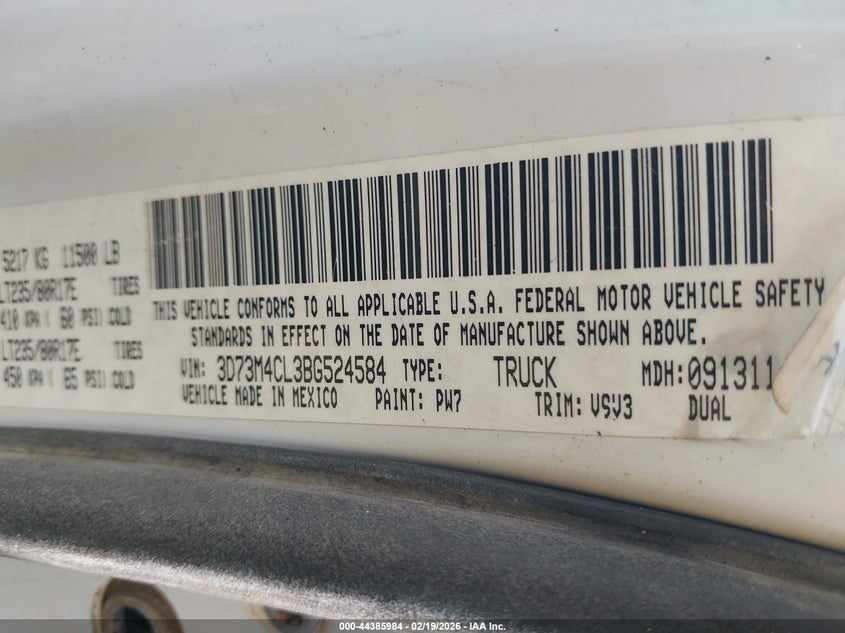 5217 KG 11500 LB
LT235/80R17E TIRES
410 KPA ( 60 PSI) COLD
LT235/80R17E TIRES
450 KPA ( 65 PSI) COLD
THIS VEHICLE CONFORMS TO ALL APPLICABLE U.S.A. FEDERAL MOTOR VEHICLE SAFETY
STANDARDS IN EFFECT ON THE DATE OF MANUFACTURE SHOWN ABOVE.
VIN: 3D73M4CL3BG524584 TYPE: TRUCK MDH: 091311
VEHICLE MADE IN MEXICO PAINT: PW7 TRIM: VSV3 DUAL
000-44385984 | 02/19/2026 - IAA Inc.